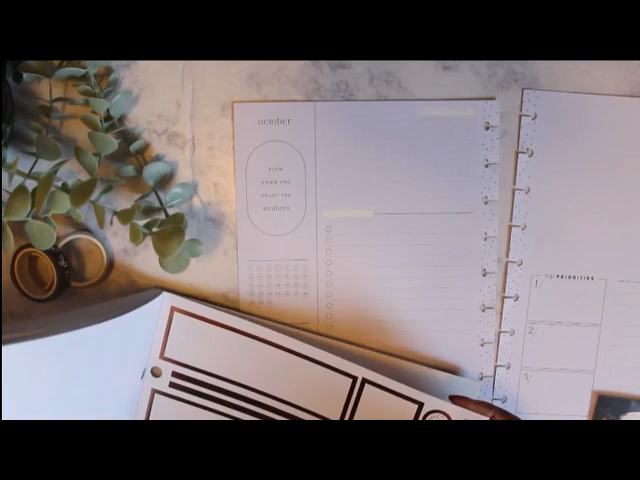 october
SLOW
DOWN AND
ENJOY THE
moment
top PRIORITIES
1/
2/
3/